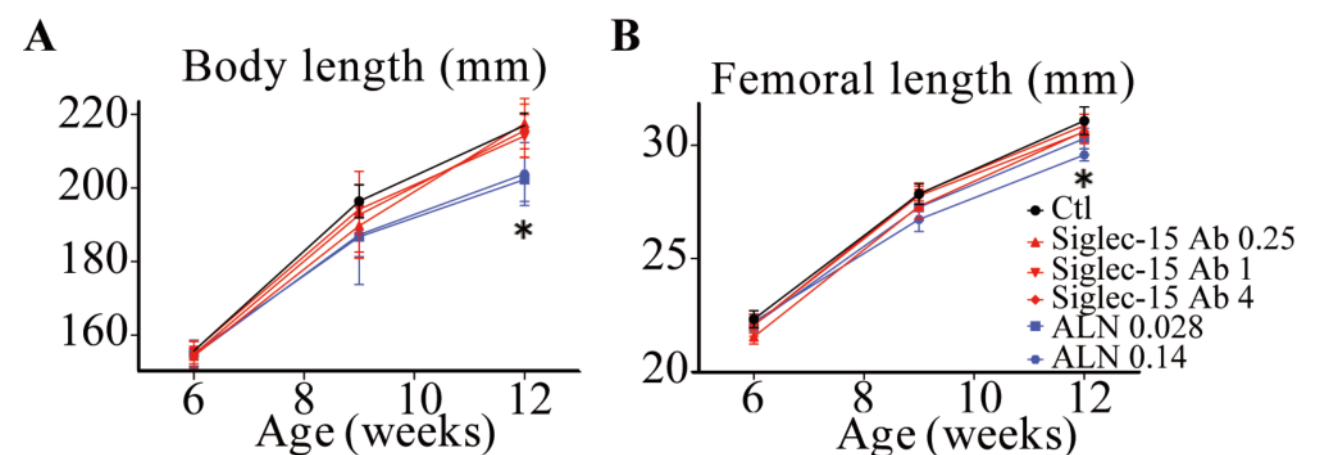 A
Body length (mm)
220
200
180
160
6 8 10 12
Age (weeks)
*
B
Femoral length (mm)
30
25
20
6 8 10 12
Age (weeks)
*
Ctl
Siglec-15 Ab 0.25
Siglec-15 Ab 1
Siglec-15 Ab 4
ALN 0.028
ALN 0.14